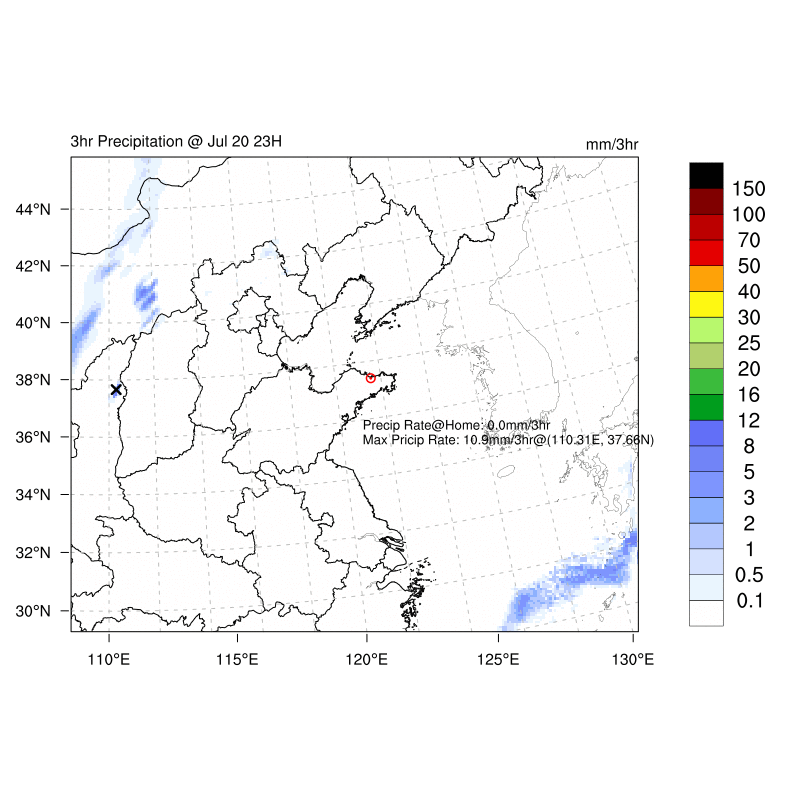 3hr Precipitation @ Jul 20 23H
mm/3hr
44°N
42°N
40°N
38°N
36°N
34°N
32°N
30°N
110°E
115°E
120°E
125°E
130°E
Precip Rate@Home: 0.0mm/3hr
Max Pricip Rate: 10.9mm/3hr@(110.31E, 37.66N)
150
100
70
50
40
30
25
20
16
12
8
5
3
2
1
0.5
0.1